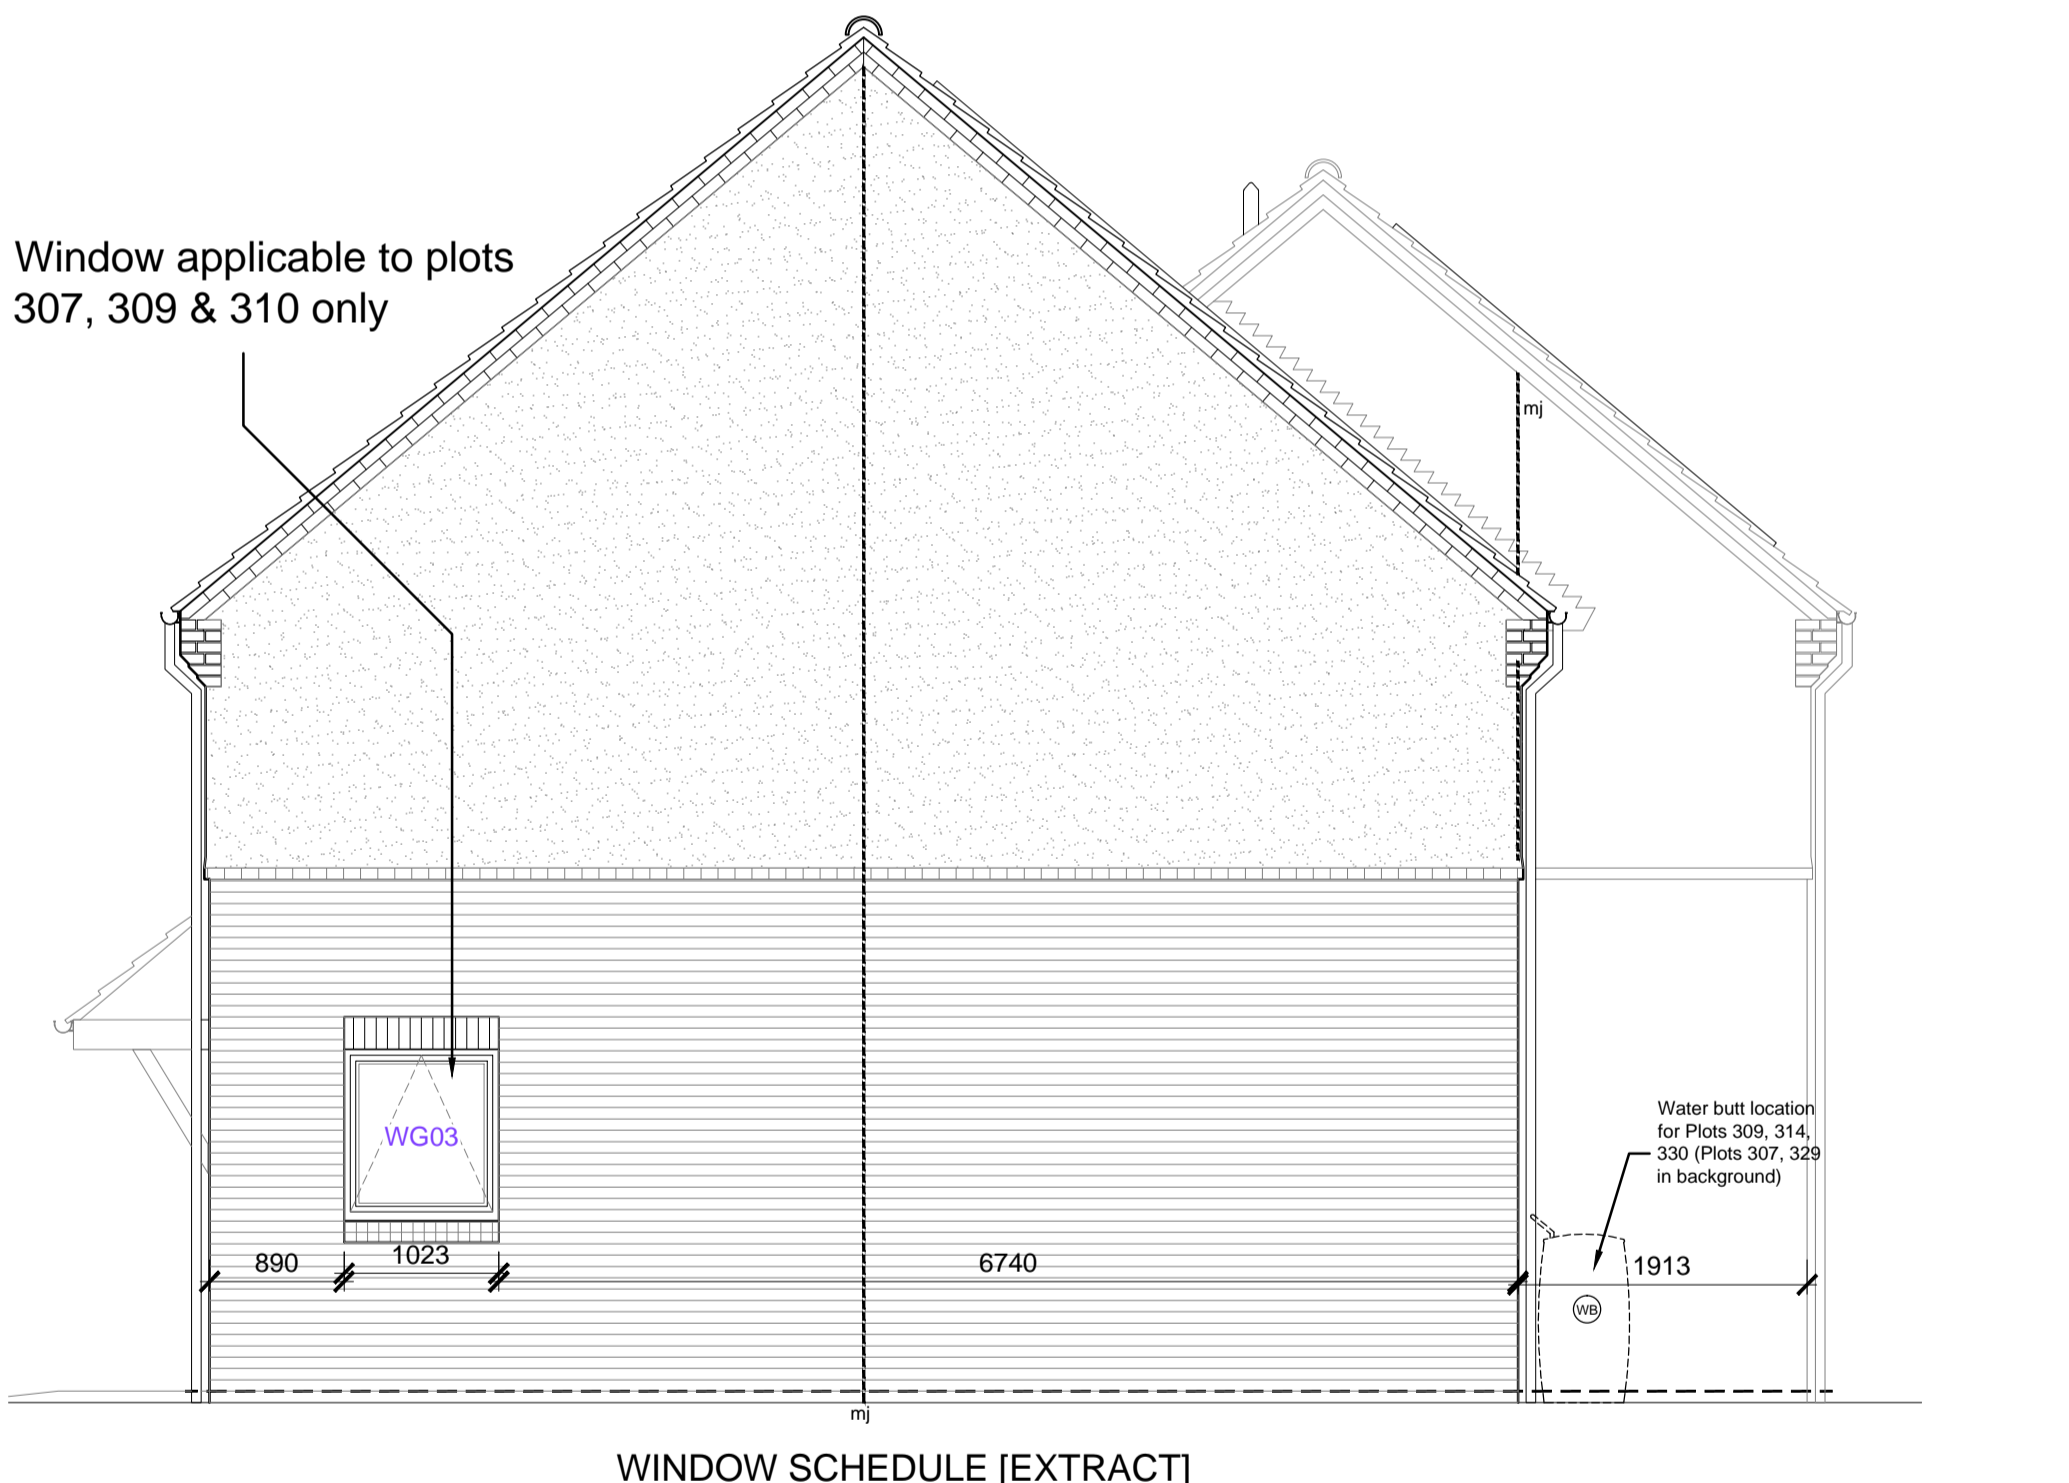 Window applicable to plots
307, 309 & 310 only
mj
WG03
Water butt location
for Plots 309, 314,
330 (Plots 307, 329
in background)
890
1023
6740
1913
WB
mj
WINDOW SCHEDULE [EXTRACT]